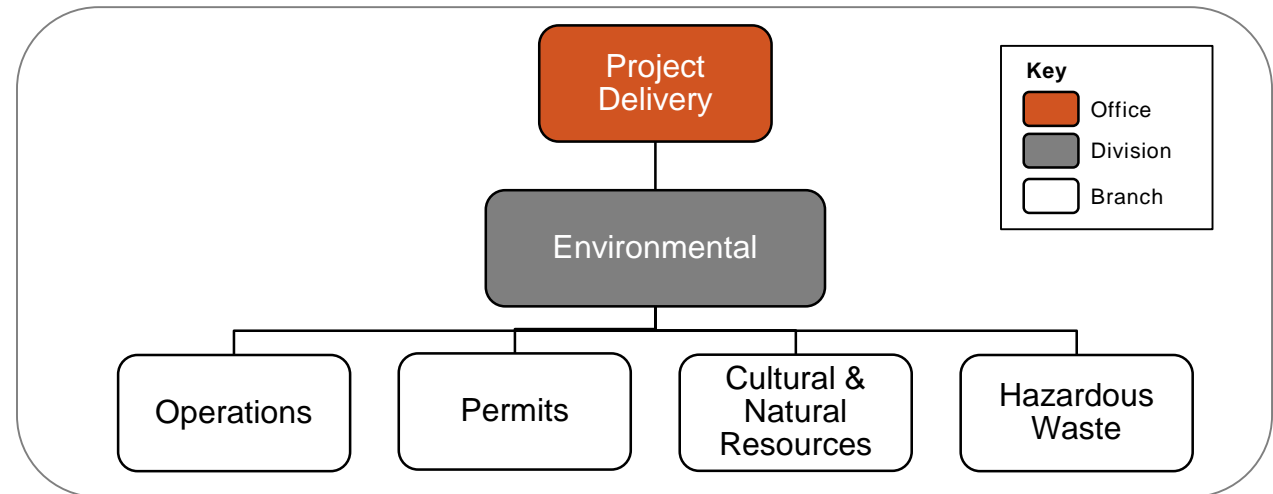 Project
Delivery
Key
Office
Division
Branch
Environmental
Operations
Permits
Cultural &
Natural
Resources
Hazardous
Waste